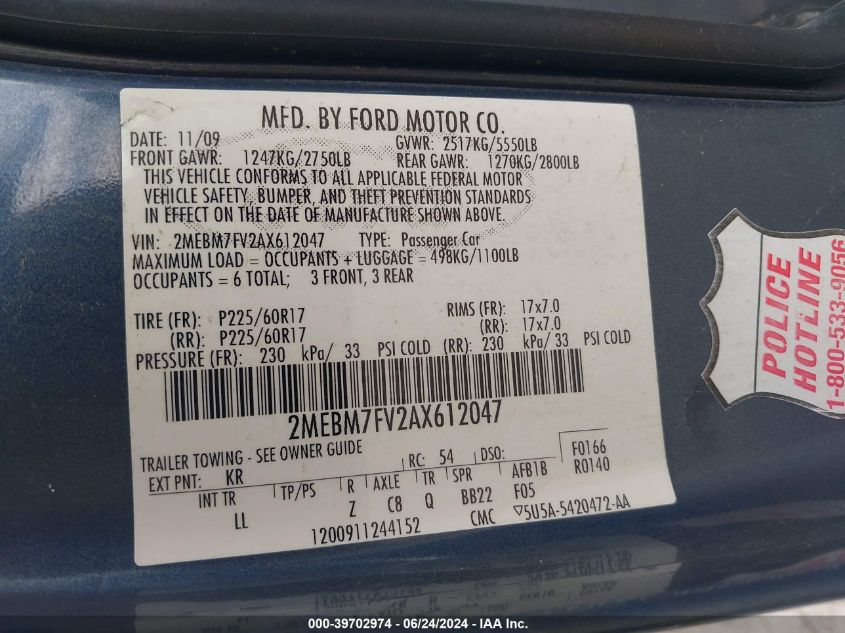 MFD. BY FORD MOTOR CO.
DATE: 11/09 GVWR: 2517KG/5550LB
FRONT GAWR: 1247KG/2750LB REAR GAWR: 1270KG/2800LB
THIS VEHICLE CONFORMS TO ALL APPLICABLE FEDERAL MOTOR
VEHICLE SAFETY, BUMPER, AND THEFT PREVENTION STANDARDS
IN EFFECT ON THE DATE OF MANUFACTURE SHOWN ABOVE.
VIN: 2MEBM7FV2AX612047 TYPE: Passenger Car
MAXIMUM LOAD = OCCUPANTS + LUGGAGE = 498KG/1100LB
OCCUPANTS = 6 TOTAL; 3 FRONT, 3 REAR
TIRE (FR): P225/60R17 RIMS (FR): 17x7.0
(RR): P225/60R17 (RR): 17x7.0
PRESSURE (FR): 230 kPa/ 33 PSI COLD (RR): 230 kPa/ 33 PSI COLD
2MEBM7FV2AX612047
TRAILER TOWING - SEE OWNER GUIDE
EXT PNT: KR RC: 54 DSO: F0166
INT TR TP/PS R AXLE TR SPR AFB1B R0140
LL Z C8 Q BB22 F05
1200911244152 CMC ▽5U5A-5420472-AA
POLICE
HOTLINE
1-800-533-9056
000-39702974 - 06/24/2024 - IAA Inc.